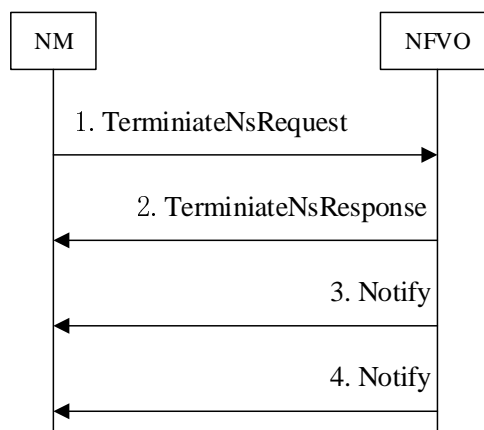 NM
NFVO
1. TerminiateNsRequest
2. TerminiateNsResponse
3. Notify
4. Notify